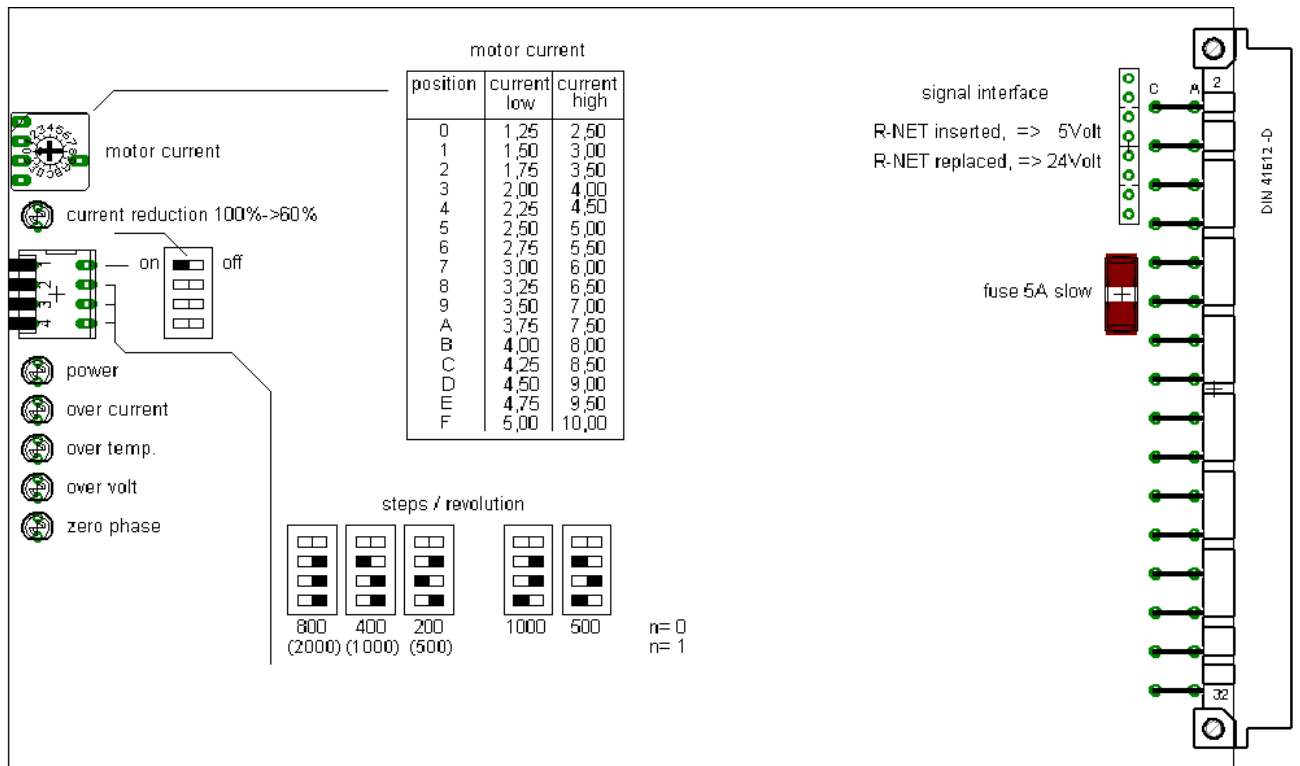 motor current
position current current
low high
0 1,25 2,50
1 1,50 3,00
2 1,75 3,50
3 2,00 4,00
4 2,25 4,50
5 2,50 5,00
6 2,75 5,50
7 3,00 6,00
8 3,25 6,50
9 3,50 7,00
A 3,75 7,50
B 4,00 8,00
C 4,25 8,50
D 4,50 9,00
E 4,75 9,50
F 5,00 10,00
motor current
current reduction 100%->60%
on off
1
2
3
4
power
over current
over temp.
over volt
zero phase
steps / revolution
800 400 200 1000 500 n= 0
(2000) (1000) (500) n= 1
signal interface
R-NET inserted, => 5Volt
R-NET replaced, => 24Volt
fuse 5A slow
C A 2
32
DIN 41612 -D